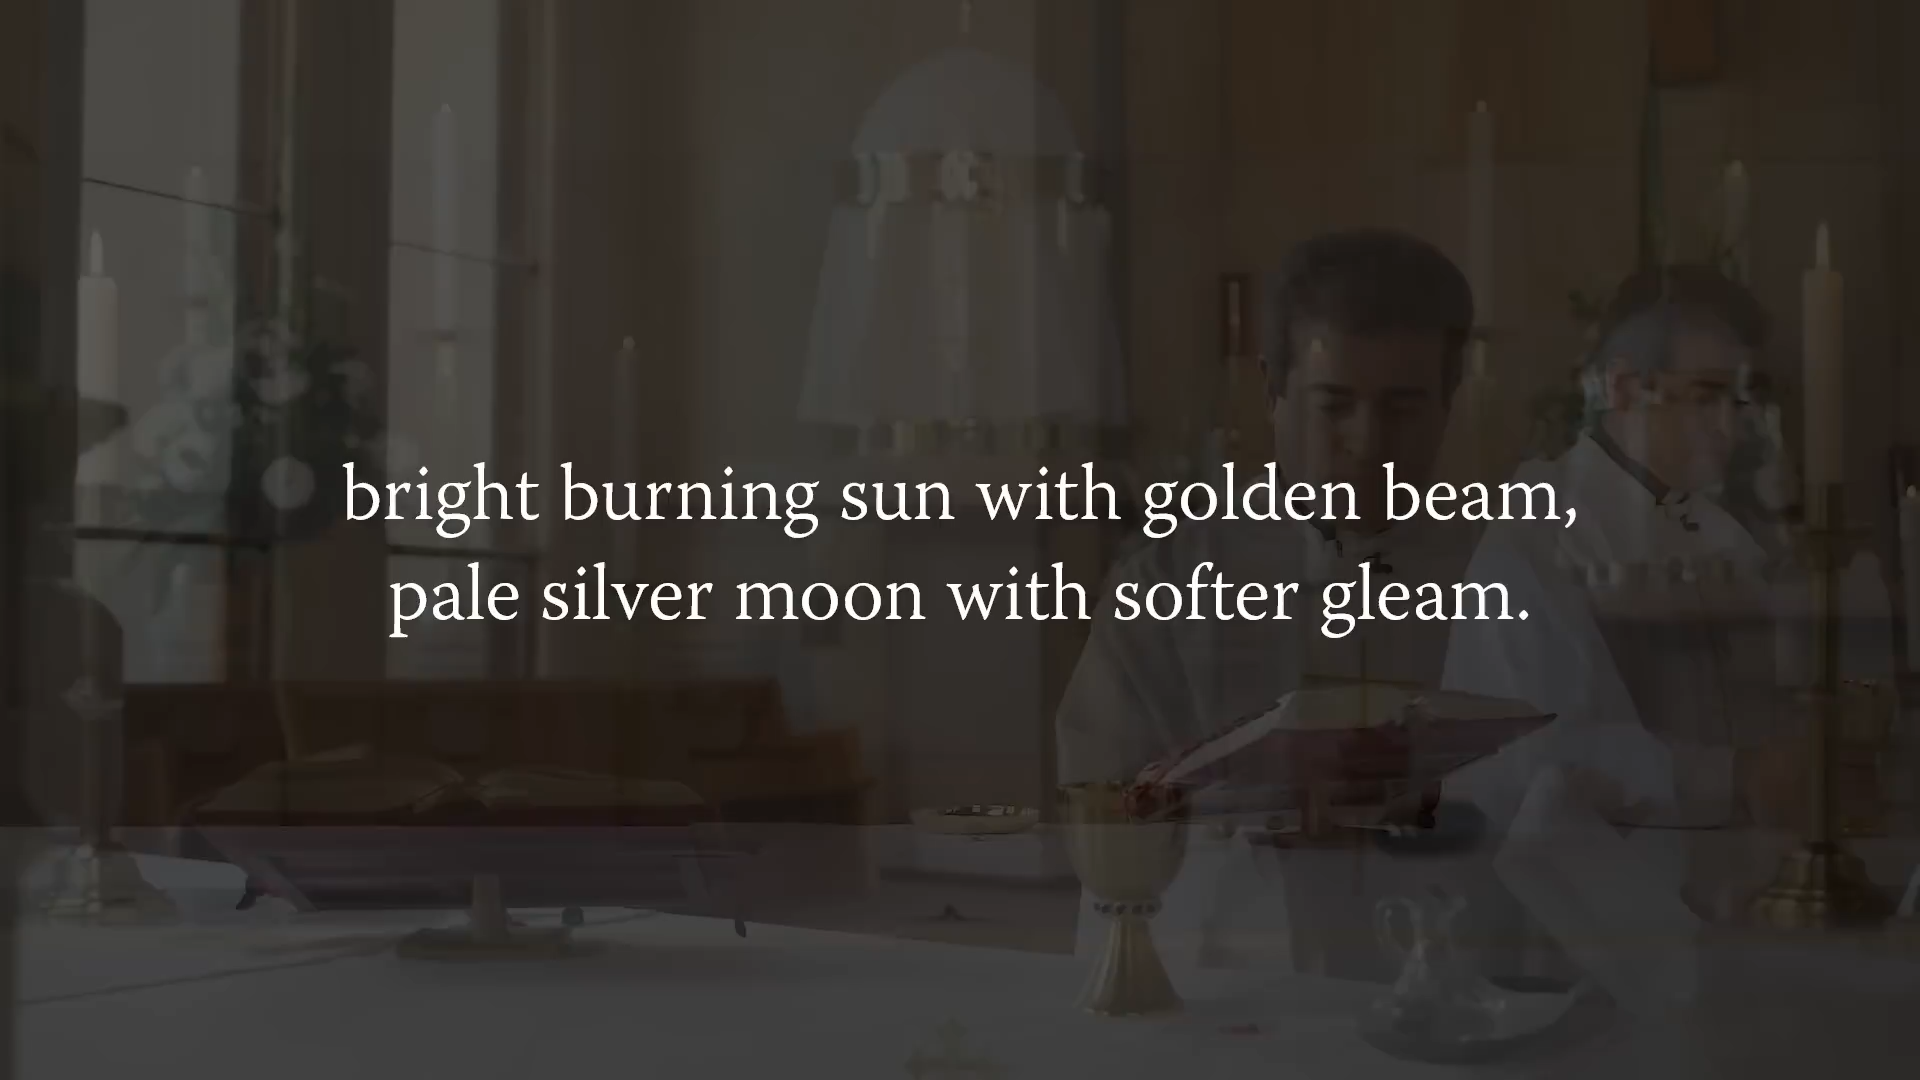 bright burning sun with golden beam,
pale silver moon with softer gleam.